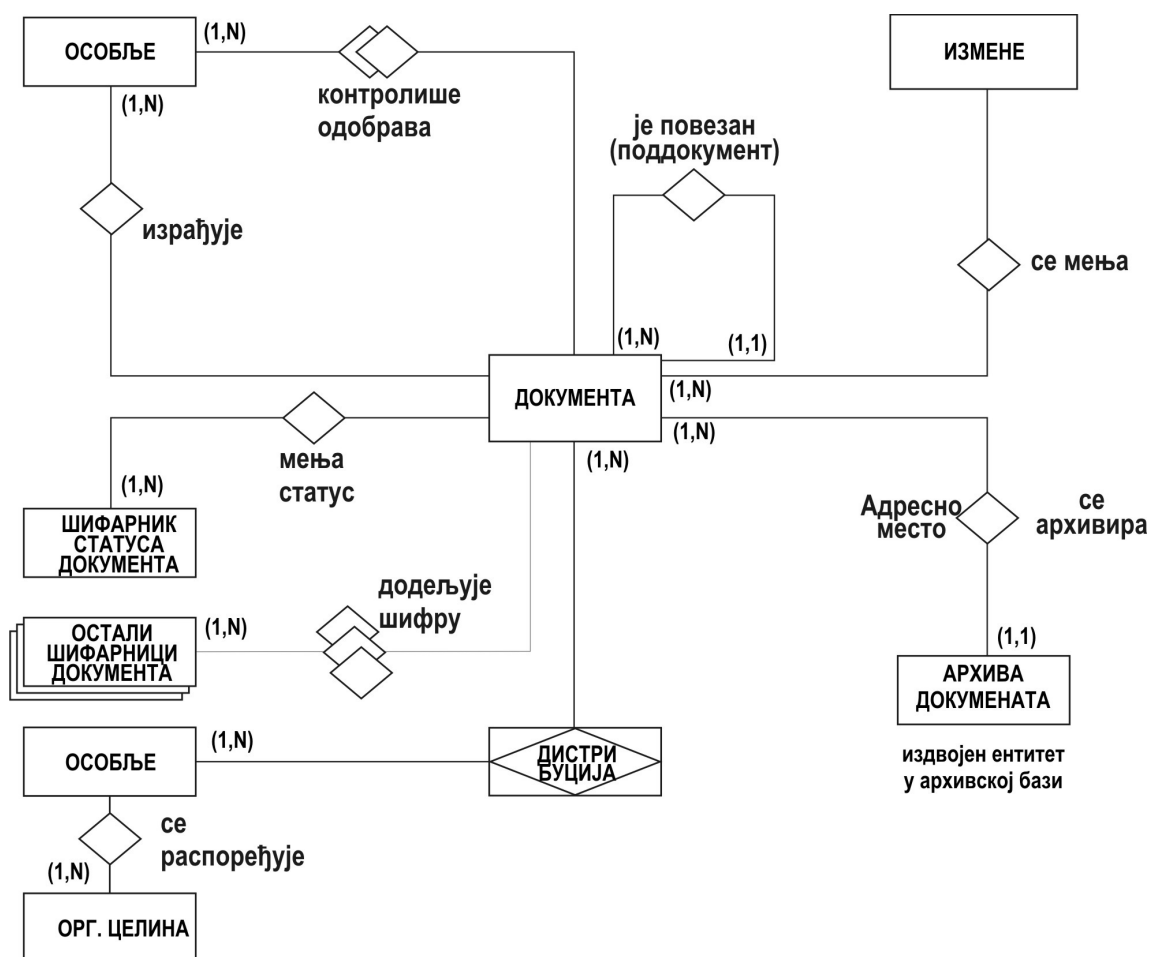 ОСОБЉЕ
(1,N)
(1,N)
контролише
одобрава
израђује
ИЗМЕНЕ
је повезан
(поддокумент)
се мења
(1,N)
(1,1)
ДОКУМЕНТА
(1,N)
(1,N)
(1,N)
мења
статус
(1,N)
ШИФАРНИК
СТАТУСА
ДОКУМЕНТА
Адресно
место
се
архивира
додељује
шифру
ОСТАЛИ
ШИФАРНИЦИ
ДОКУМЕНТА
(1,N)
(1,1)
АРХИВА
ДОКУМЕНАТА
издвојен ентитет
у архивској бази
ОСОБЉЕ
(1,N)
ДИСТРИ
БУЦИЈА
се
распоређује
(1,N)
ОРГ. ЦЕЛИНА